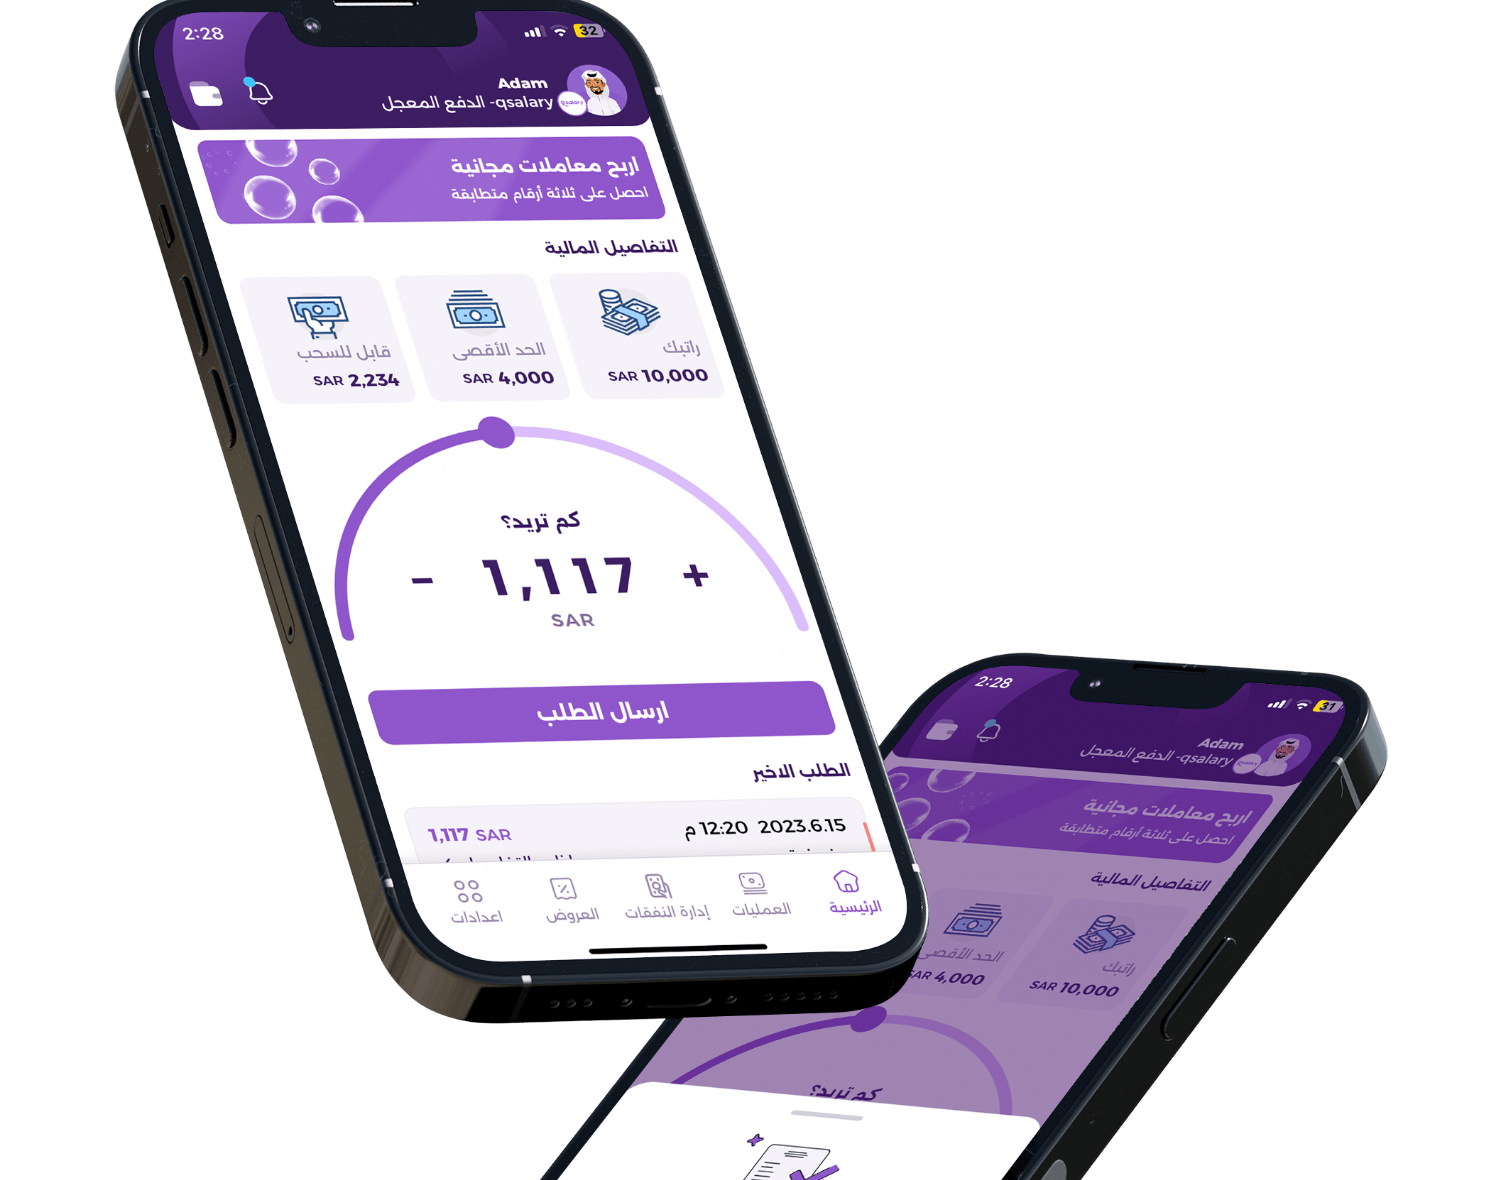 2:28
32
Adam
qsalary- الدفع المعجل
qsalary
اربح معاملات مجانية
احصل على ثلاثة أرقام متطابقة
التفاصيل المالية
راتبك
SAR 10,000
الحد الأقصى
SAR 4,000
قابل للسحب
SAR 2,234
كم تريد؟
- 1,117 +
SAR
ارسال الطلب
الطلب الاخير
2023.6.15 12:20 م
1,117 SAR
الرئيسية
العمليات
إدارة النفقات
العروض
اعدادات
2:28
31
Adam
qsalary- الدفع المعجل
اربح معاملات مجانية
احصل على ثلاثة أرقام متطابقة
التفاصيل المالية
راتبك
SAR 10,000
الحد الأقصى
SAR 4,000
كم تريد؟